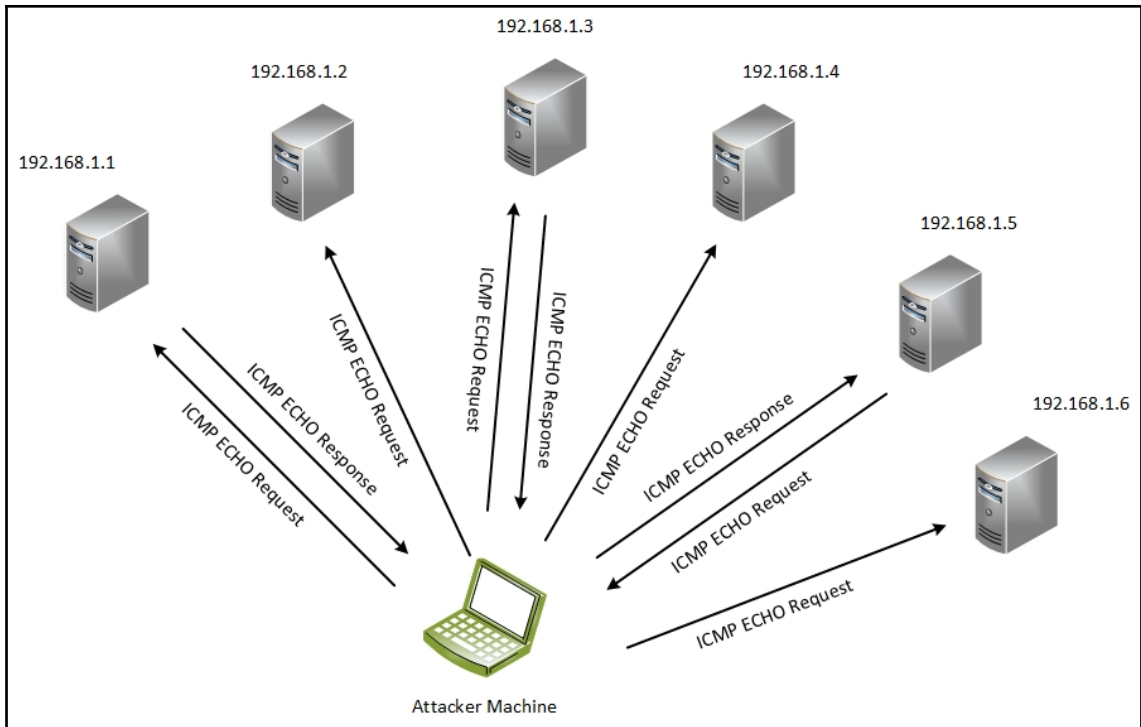 192.168.1.3
192.168.1.2
192.168.1.4
192.168.1.1
192.168.1.5
192.168.1.6
ICMP ECHO Request
ICMP ECHO Response
ICMP ECHO Request
ICMP ECHO Request
ICMP ECHO Response
ICMP ECHO Request
ICMP ECHO Response
ICMP ECHO Request
ICMP ECHO Request
Attacker Machine